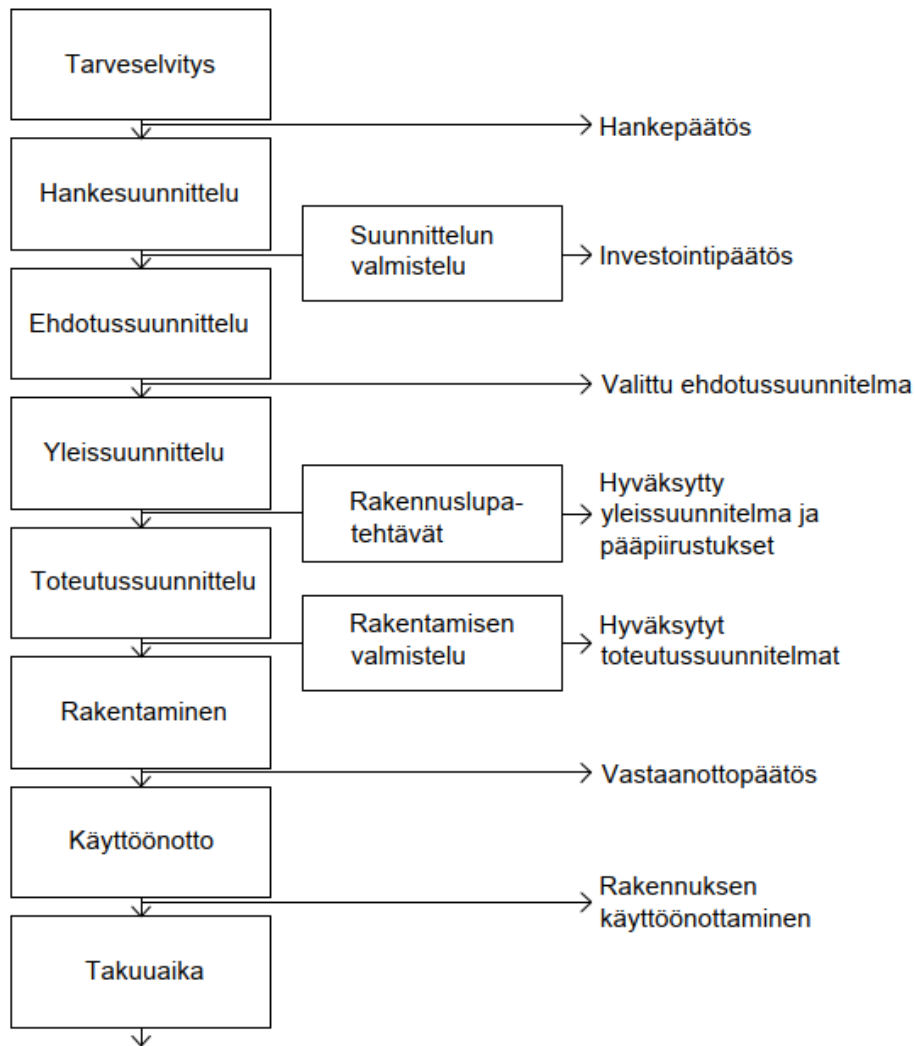 Tarveselvitys
Hankepäätös
Hankesuunnittelu
Suunnittelun
valmistelu
Investointipäätös
Ehdotussuunnittelu
Valittu ehdotussuunnitelma
Yleissuunnittelu
Rakennuslupa-
tehtävät
Hyväksytty
yleissuunnitelma ja
pääpiirustukset
Toteutussuunnittelu
Rakentamisen
valmistelu
Hyväksytyt
toteutussuunnitelmat
Rakentaminen
Vastaanottopäätös
Käyttöönotto
Rakennuksen
käyttöönottaminen
Takuuaika